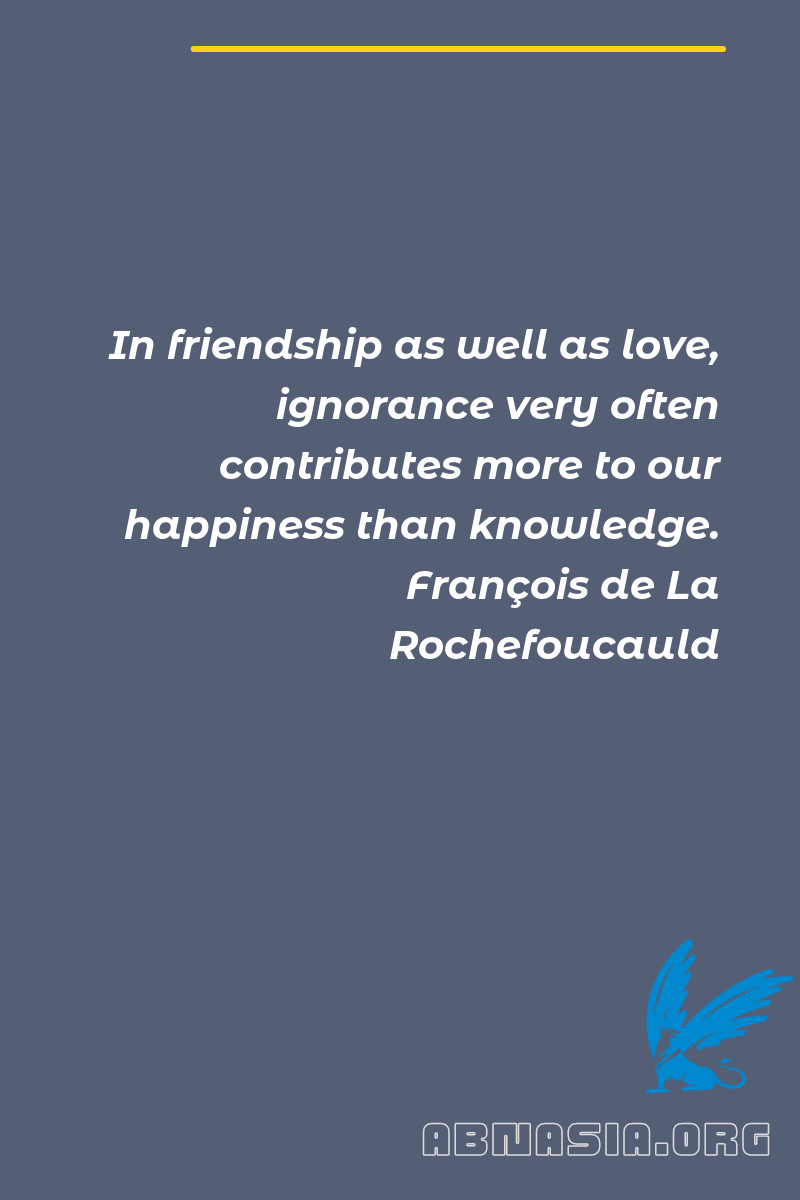 In friendship as well as love,
ignorance very often
contributes more to our
happiness than knowledge.
François de La
Rochefoucauld
ABNASIA.ORG